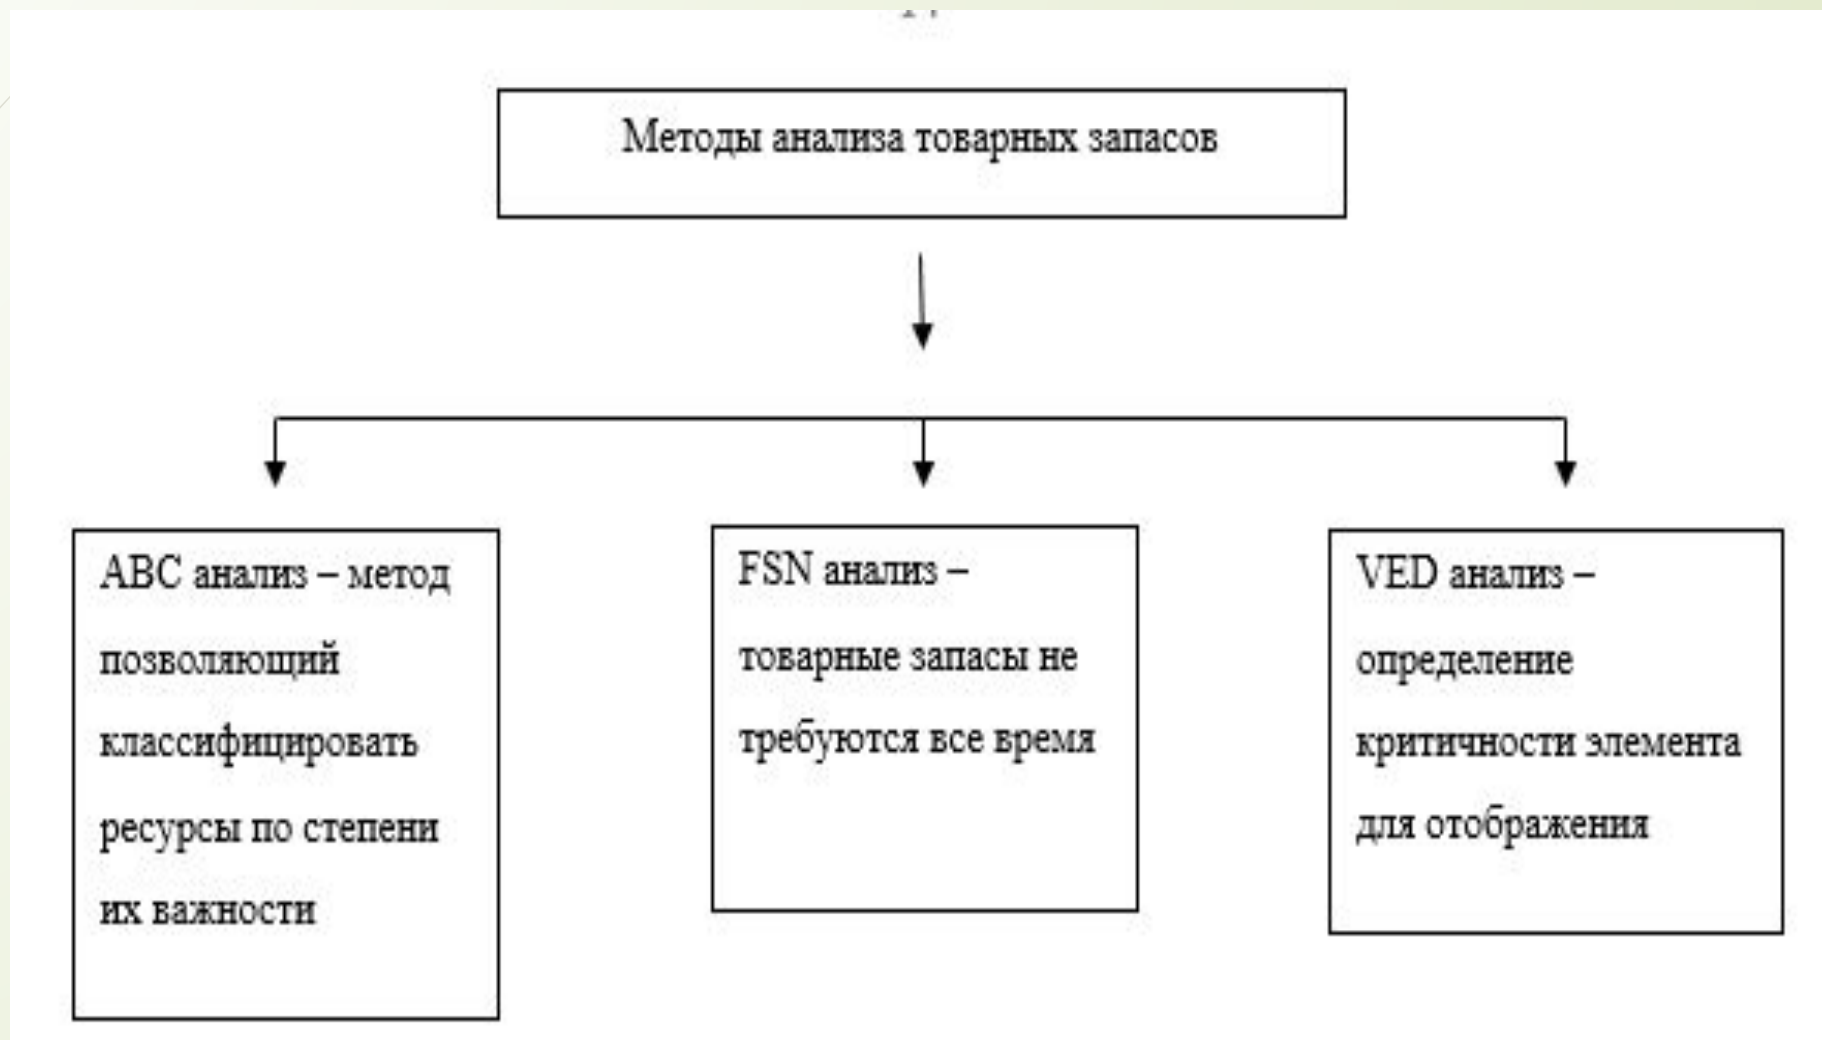 Методы анализа товарных запасов
ABC анализ – метод
позволяющий
классифицировать
ресурсы по степени
их важности
FSN анализ –
товарные запасы не
требуются все время
VED анализ –
определение
критичности элемента
для отображения